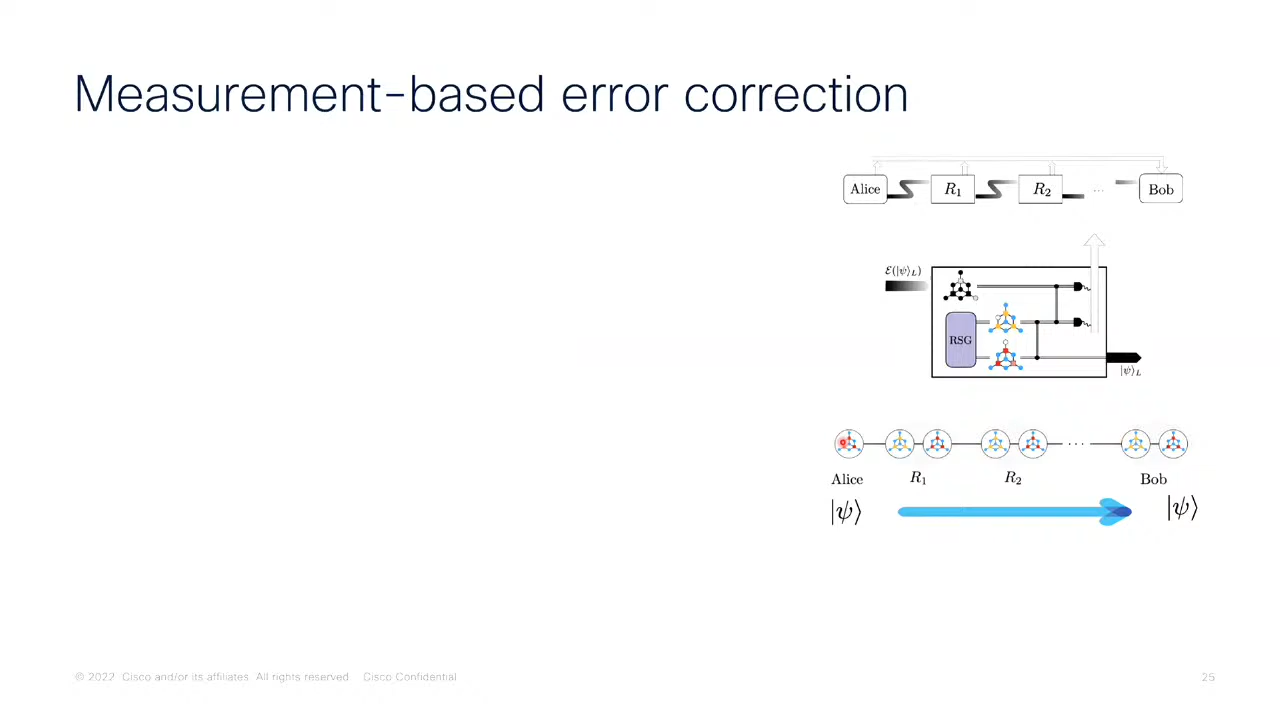 Measurement-based error correction
Alice R₁ R₂ ... Bob
ℰ(|ψ⟩_L)
RSG
|ψ⟩_L
...
Alice R₁ R₂ Bob
|ψ⟩ |ψ⟩
© 2022 Cisco and/or its affiliates. All rights reserved. Cisco Confidential 25